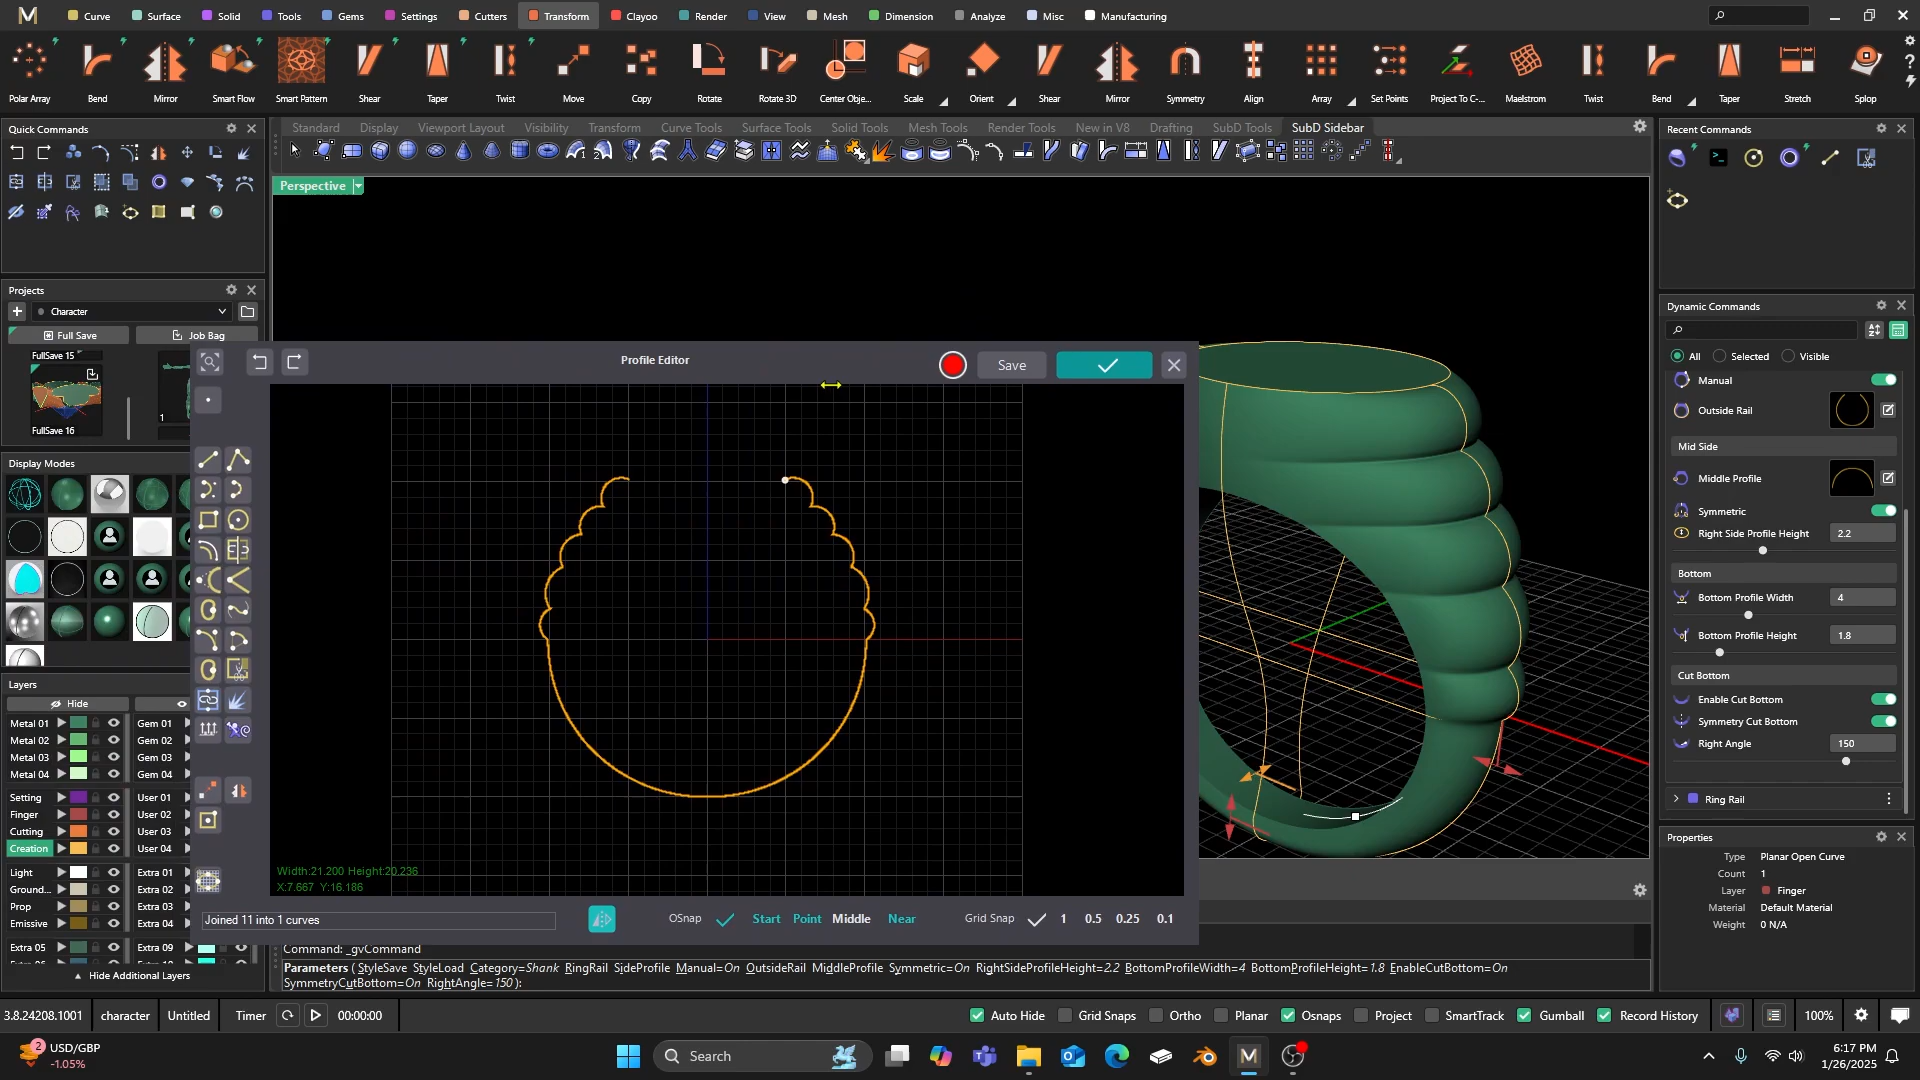 Curve Surface Solid Tools Gems Settings Cutters Transform Clayoo Render View Mesh Dimension Analyze Misc Manufacturing
Polar Array Bend Mirror Smart Flow Smart Pattern Shear Taper Twist Move Copy Rotate Rotate 3D Center Obje... Scale Orient Shear Mirror Symmetry Align Array Set Points Project To C-... Maelstrom Twist Bend Taper Stretch Splop
Quick Commands
Standard Display Viewport Layout Visibility Transform Curve Tools Surface Tools Solid Tools Mesh Tools Render Tools New in V8 Drafting SubD Tools SubD Sidebar
Recent Commands
Perspective
Projects
Character
Full Save Job Bag
FullSave 15
FullSave 16
1
Display Modes
Layers
Hide
Metal 01 Gem 01
Metal 02 Gem 02
Metal 03 Gem 03
Metal 04 Gem 04
Setting User 01
Finger User 02
Cutting User 03
Creation User 04
Light Extra 01
Ground... Extra 02
Prop Extra 03
Emissive Extra 04
Extra 05 Extra 09
Hide Additional Layers
Profile Editor
Save
Width:21.200 Height:20.236
X:7.667 Y:16.186
Joined 11 into 1 curves
OSnap Start Point Middle Near Grid Snap 1 0.5 0.25 0.1
Command: _gvCommand
Parameters ( StyleSave StyleLoad Category=Shank RingRail SideProfile Manual=On OutsideRail MiddleProfile Symmetric=On RightSideProfileHeight=2.2 BottomProfileWidth=4 BottomProfileHeight=1.8 EnableCutBottom=On
SymmetryCutBottom=On RightAngle=150 ):
Dynamic Commands
All Selected Visible
Manual
Outside Rail
Mid Side
Middle Profile
Symmetric
Right Side Profile Height 2.2
Bottom
Bottom Profile Width 4
Bottom Profile Height 1.8
Cut Bottom
Enable Cut Bottom
Symmetry Cut Bottom
Right Angle 150
Ring Rail
Properties
Type Planar Open Curve
Count 1
Layer Finger
Material Default Material
Weight 0 N/A
3.8.24208.1001 character Untitled Timer 00:00:00 Auto Hide Grid Snaps Ortho Planar Osnaps Project SmartTrack Gumball Record History 100%
2 USD/GBP
-1.05%
Search
6:17 PM
1/26/2025